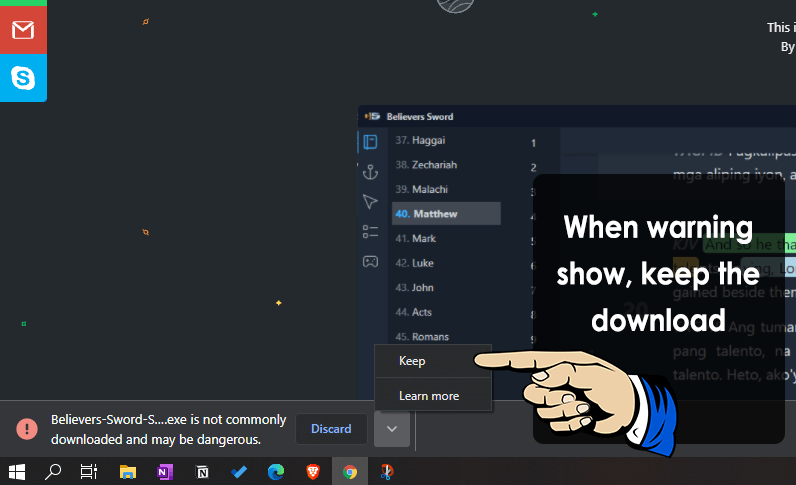 This i
By
Believers Sword
37. Haggai
1
38. Zechariah
2
mga aliping iyon, a
39. Malachi
3
40. Matthew
4
41. Mark
5
KJV And so he tha
42. Luke
6
43. John
7
gained beside then
44. Acts
8
Ang tuma
45. Romans
9
pang talento, na
talento. Heto, ako'y
When warning
show, keep the
download
Keep
Learn more
Believers-Sword-S....exe is not commonly
downloaded and may be dangerous.
Discard